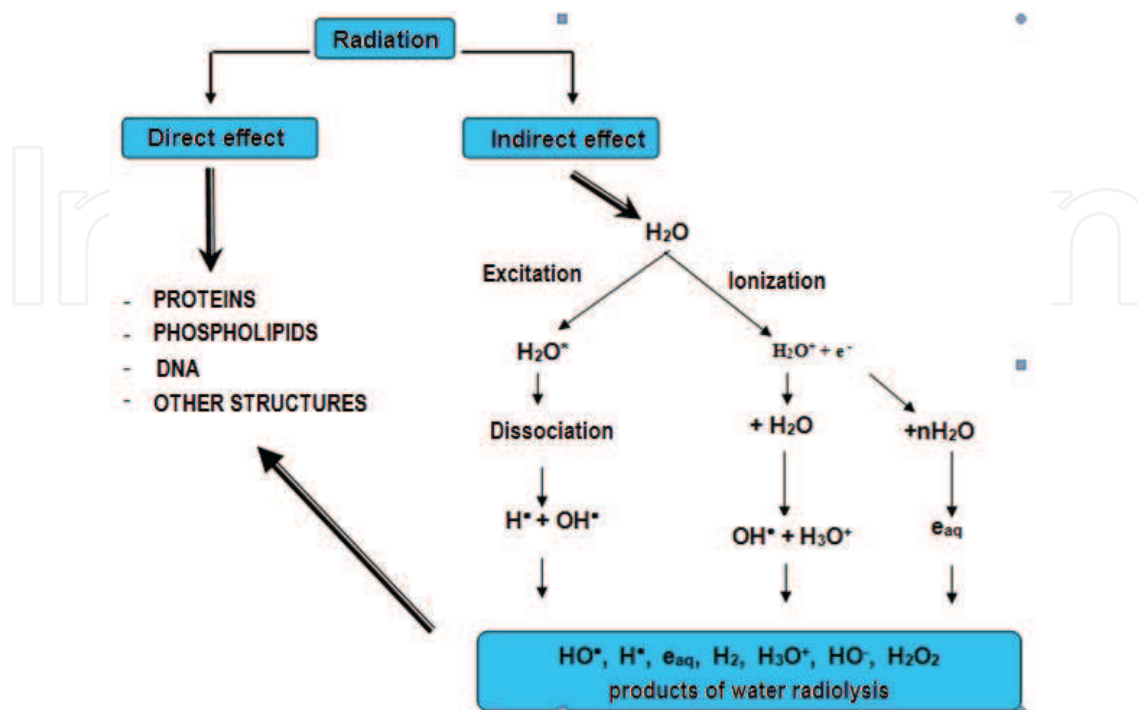 Radiation
Direct effect
Indirect effect
H₂O
Excitation
Ionization
- PROTEINS
- PHOSPHOLIPIDS
- DNA
- OTHER STRUCTURES
H₂O* 
H₂O⁺ + e⁻
Dissociation
+ H₂O
+nH₂O
H• + OH•
OH• + H₃O⁺
eₐq
HO•, H•, eₐq, H₂, H₃O⁺, HO⁻, H₂O₂
products of water radiolysis